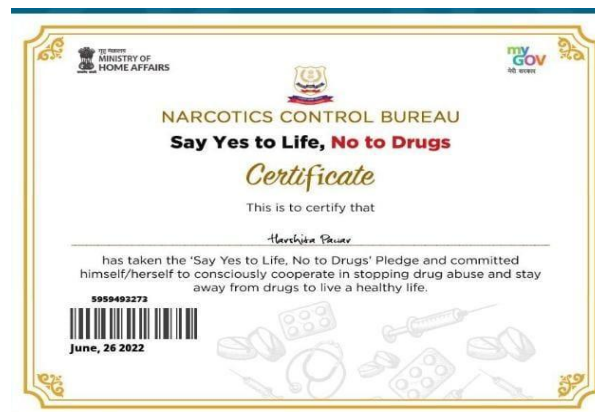 गृह मंत्रालय
MINISTRY OF
HOME AFFAIRS
my
GOV
मेरी सरकार
NARCOTICS CONTROL BUREAU
Say Yes to Life, No to Drugs
Certificate
This is to certify that
Harshita Pawar
has taken the 'Say Yes to Life, No to Drugs' Pledge and committed
himself/herself to consciously cooperate in stopping drug abuse and stay
away from drugs to live a healthy life.
5959493273
June, 26 2022